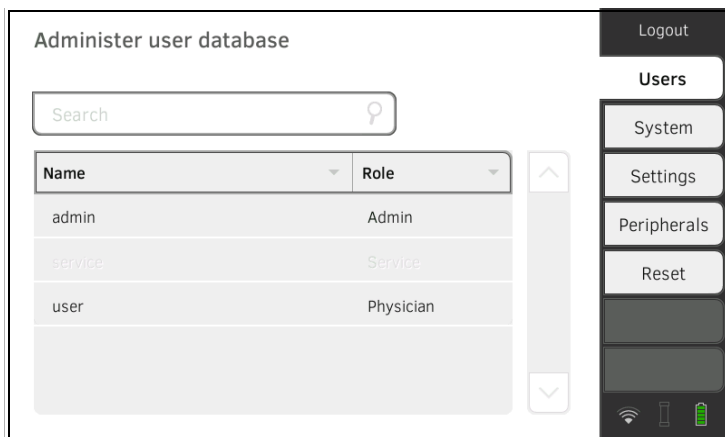 Administer user database
Search
Name Role
admin Admin
service Service
user Physician
Logout
Users
System
Settings
Peripherals
Reset